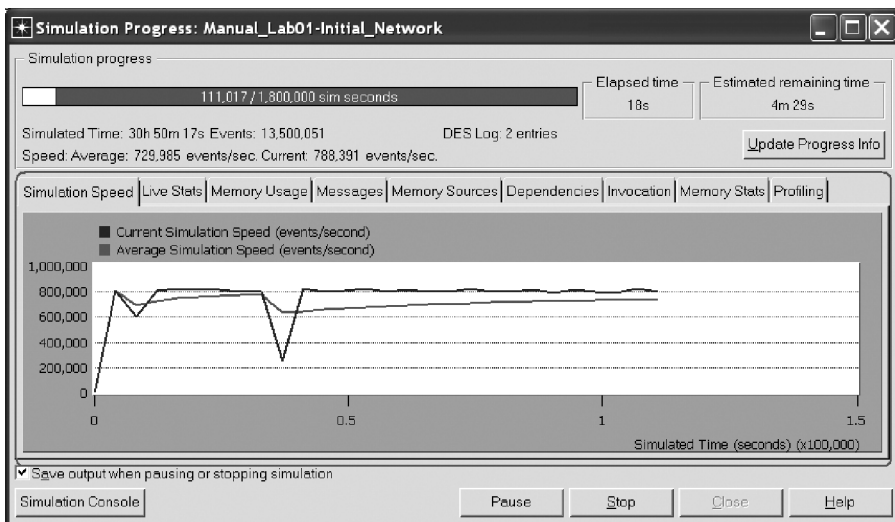 Simulation Progress: Manual_Lab01-Initial_Network
Simulation progress
111,017 / 1,800,000 sim seconds
Elapsed time
18s
Estimated remaining time
4m 29s
Simulated Time: 30h 50m 17s Events: 13,500,051
DES Log: 2 entries
Speed: Average: 729,985 events/sec. Current: 788,391 events/sec.
Update Progress Info
Simulation Speed Live Stats Memory Usage Messages Memory Sources Dependencies Invocation Memory Stats Profiling
Current Simulation Speed (events/second)
Average Simulation Speed (events/second)
1,000,000
800,000
600,000
400,000
200,000
0
0 0.5 1 1.5
Simulated Time (seconds) (x100,000)
Save output when pausing or stopping simulation
Simulation Console Pause Stop Close Help